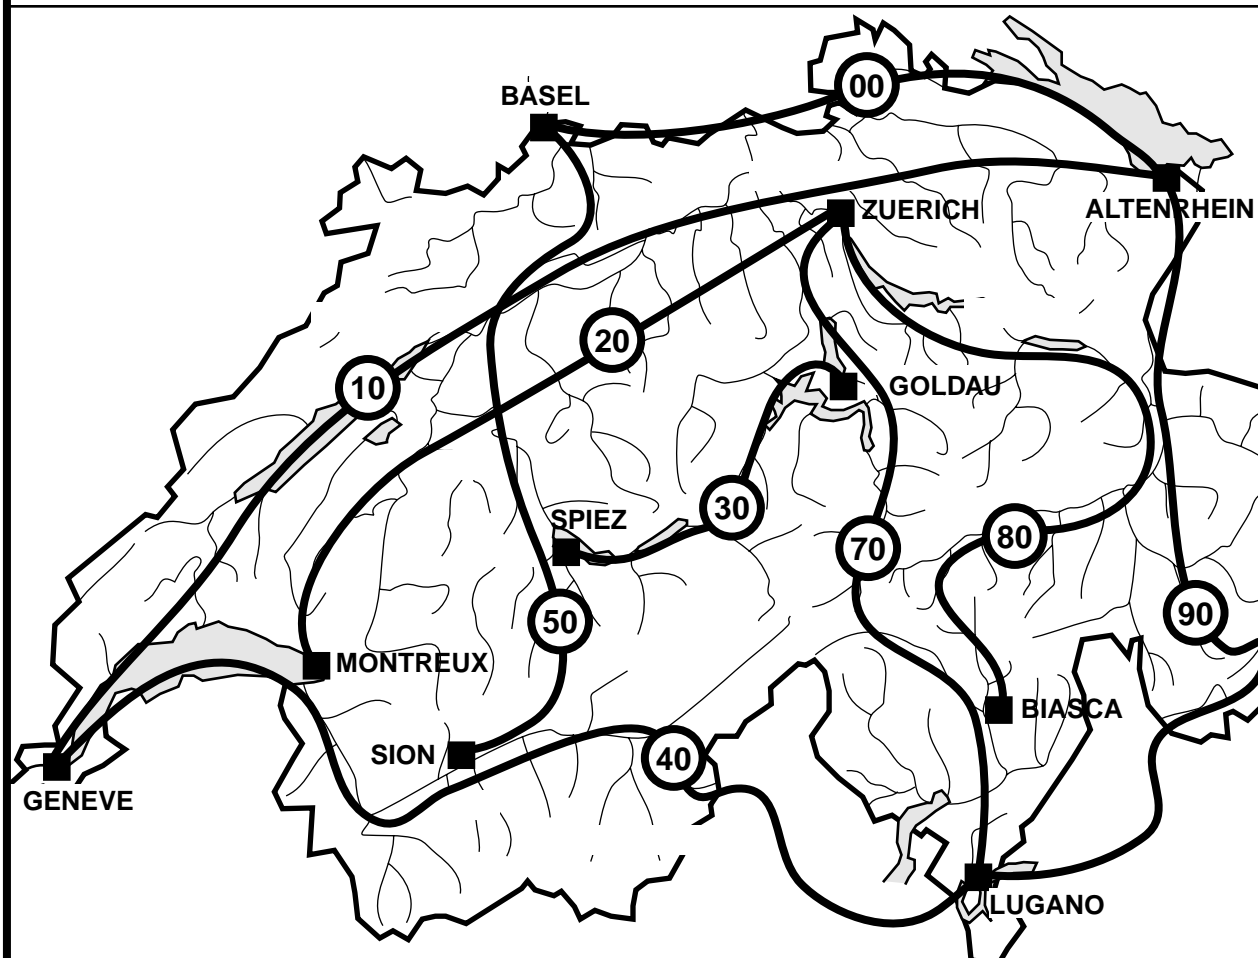 00
BASEL
ALTENRHEIN
ZUERICH
20
10
GOLDAU
30
SPIEZ
80
70
50
90
MONTREUX
BIASCA
SION
40
GENEVE
LUGANO